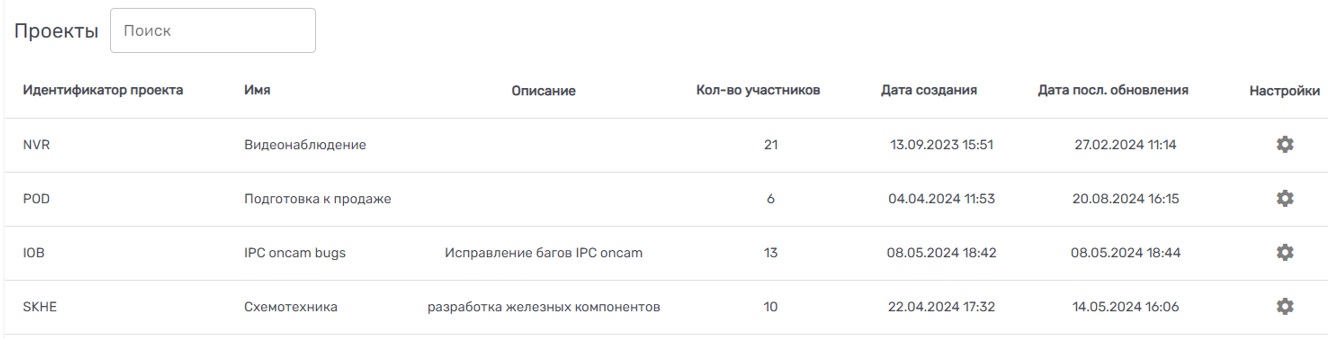 Проекты Поиск
Идентификатор проекта Имя Описание Кол-во участников Дата создания Дата посл. обновления Настройки
NVR Видеонаблюдение 21 13.09.2023 15:51 27.02.2024 11:14
POD Подготовка к продаже 6 04.04.2024 11:53 20.08.2024 16:15
IOB IPC oncam bugs Исправление багов IPC oncam 13 08.05.2024 18:42 08.05.2024 18:44
SKHE Схемотехника разработка железных компонентов 10 22.04.2024 17:32 14.05.2024 16:06